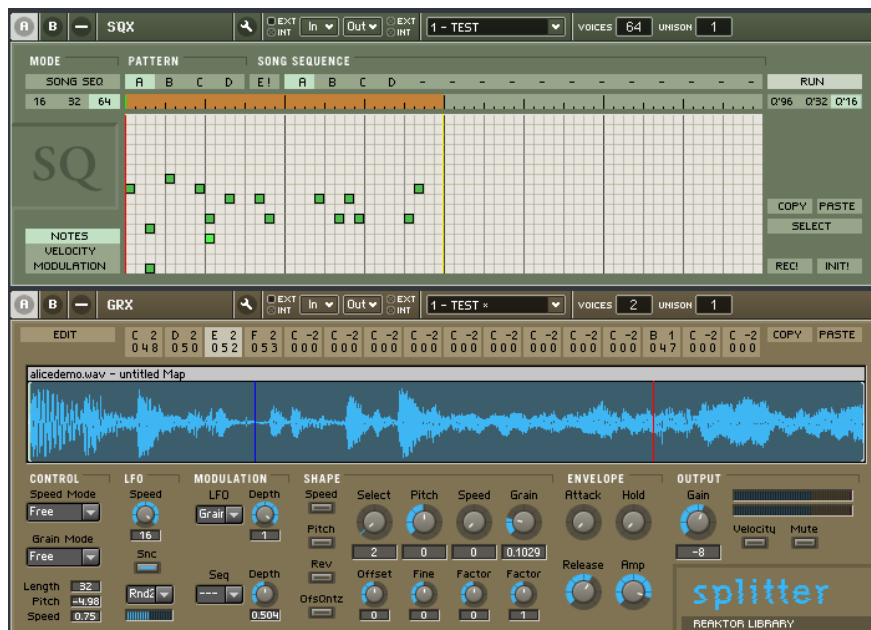 A B SQX EXT INT In Out EXT INT 1 - TEST VOICES 64 UNISON 1
MODE PATTERN SONG SEQUENCE
SONG SEQ A B C D E! A B C D - - - - - - - - - - - - RUN
16 32 64 Q'96 Q'32 Q'16
SQ
COPY PASTE
SELECT
NOTES
VELOCITY
MODULATION
REC! INIT!
A B GRX EXT INT In Out EXT INT 1 - TEST × VOICES 2 UNISON 1
EDIT C 2 D 2 E 2 F 2 C -2 C -2 C -2 C -2 C -2 C -2 C -2 C -2 C -2 B 1 C -2 C -2 COPY PASTE
048 050 052 053 000 000 000 000 000 000 000 000 000 047 000 000
alicedemo.wav - untitled Map
CONTROL LFO MODULATION SHAPE ENVELOPE OUTPUT
Speed Mode Speed LFO Depth Speed Select Pitch Speed Grain Attack Hold Gain
Free Grain
Pitch Velocity Mute
Grain Mode 16 1 2 0 0 0.1029 -8
Free Snc
Seq Depth Rev Offset Fine Factor Factor Release Amp
Length 32 Rnd2 --- OfsQntz
Pitch -4.98
Speed 0.75 0.504 0 0 0 1
splitter
REAKTOR LIBRARY